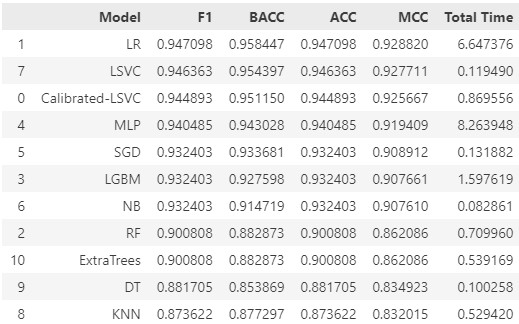 Model F1 BACC ACC MCC Total Time
1 LR 0.947098 0.958447 0.947098 0.928820 6.647376
7 LSVC 0.946363 0.954397 0.946363 0.927711 0.119490
0 Calibrated-LSVC 0.944893 0.951150 0.944893 0.925667 0.869556
4 MLP 0.940485 0.943028 0.940485 0.919409 8.263948
5 SGD 0.932403 0.933681 0.932403 0.908912 0.131882
3 LGBM 0.932403 0.927598 0.932403 0.907661 1.597619
6 NB 0.932403 0.914719 0.932403 0.907610 0.082861
2 RF 0.900808 0.882873 0.900808 0.862086 0.709960
10 ExtraTrees 0.900808 0.882873 0.900808 0.862086 0.539169
9 DT 0.881705 0.853869 0.881705 0.834923 0.100258
8 KNN 0.873622 0.877297 0.873622 0.832015 0.529420